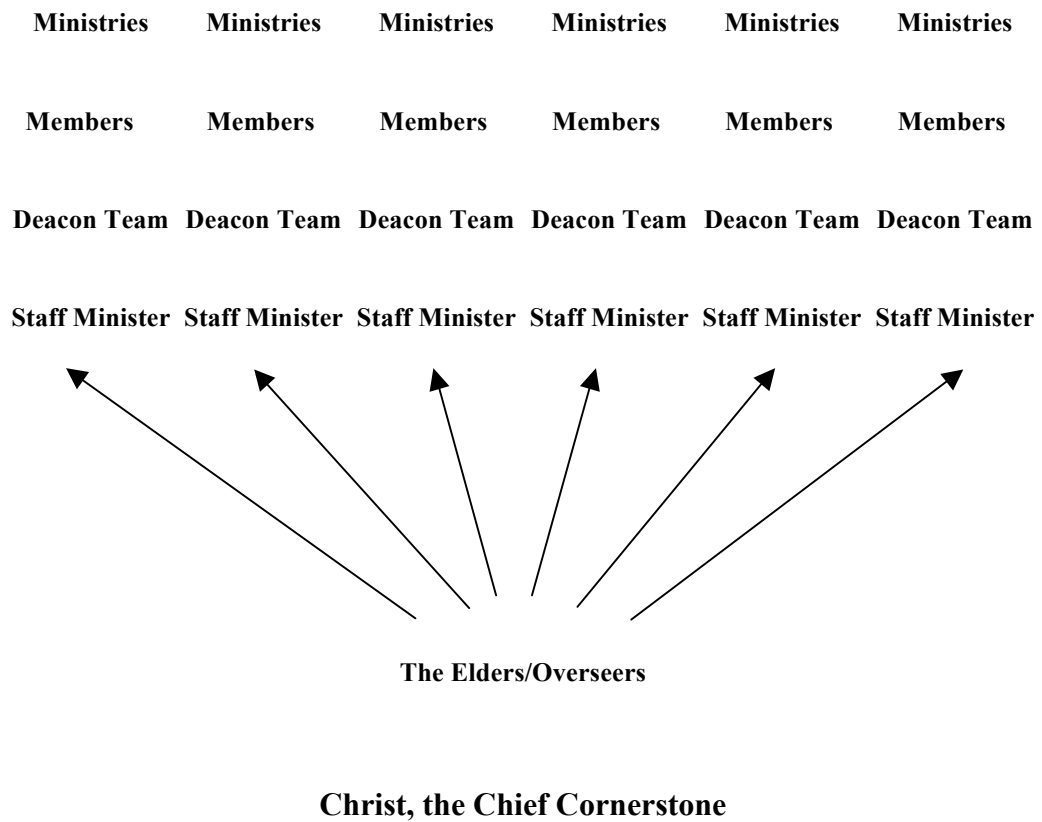 Ministries Ministries Ministries Ministries Ministries Ministries
Members Members Members Members Members Members
Deacon Team Deacon Team Deacon Team Deacon Team Deacon Team Deacon Team
Staff Minister Staff Minister Staff Minister Staff Minister Staff Minister Staff Minister
The Elders/Overseers
Christ, the Chief Cornerstone